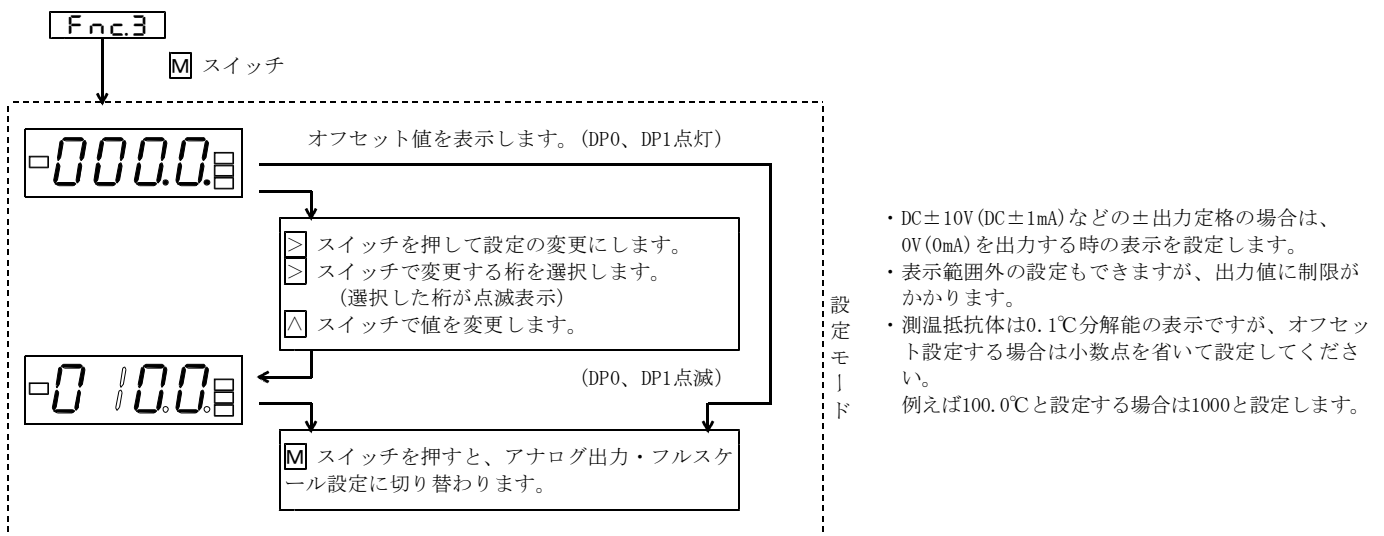 Fnc.3
M スイッチ
-000.0.
オフセット値を表示します。(DP0、DP1点灯)
> スイッチを押して設定の変更にします。
> スイッチで変更する桁を選択します。
(選択した桁が点滅表示)
∧ スイッチで値を変更します。
-010.0.
(DP0、DP1点滅)
M スイッチを押すと、アナログ出力・フルスケ
ール設定に切り替わります。
設定モード
・DC±10V(DC±1mA)などの±出力定格の場合は、
0V(0mA)を出力する時の表示を設定します。
・表示範囲外の設定もできますが、出力値に制限が
かかります。
・測温抵抗体は0.1℃分解能の表示ですが、オフセッ
ト設定する場合は小数点を省いて設定してくださ
い。
例えば100.0℃と設定する場合は1000と設定します。